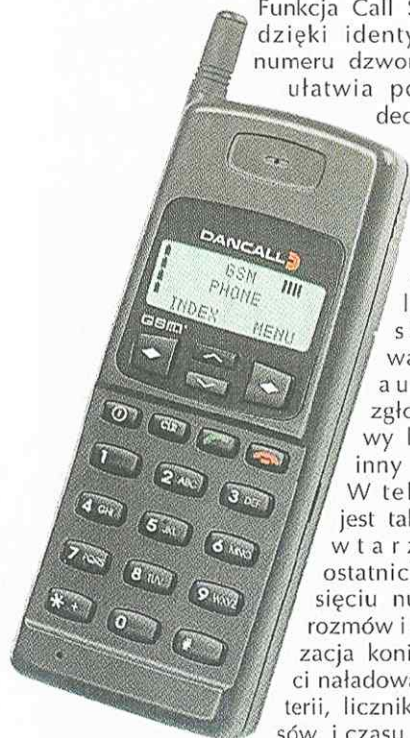 Funkcja Call S
dzięki identy
numeru dzwor
ułatwia po
dec
l
s
wa
a u
zgło
wy l
inny
W tel
jest tal
w t a r z
ostatnic
sięciu nu
rozmów i
zacja koni
ci naładowa
terii, liczni
sów, i czasu
DANCALL
GSM
PHONE
INDEX MENU
GSM
CLR
1 2 ABC 3 DEF
4 GHI 5 JKL 6 MNO
7 PQRS 8 TUV 9 WXYZ
* + 0 #